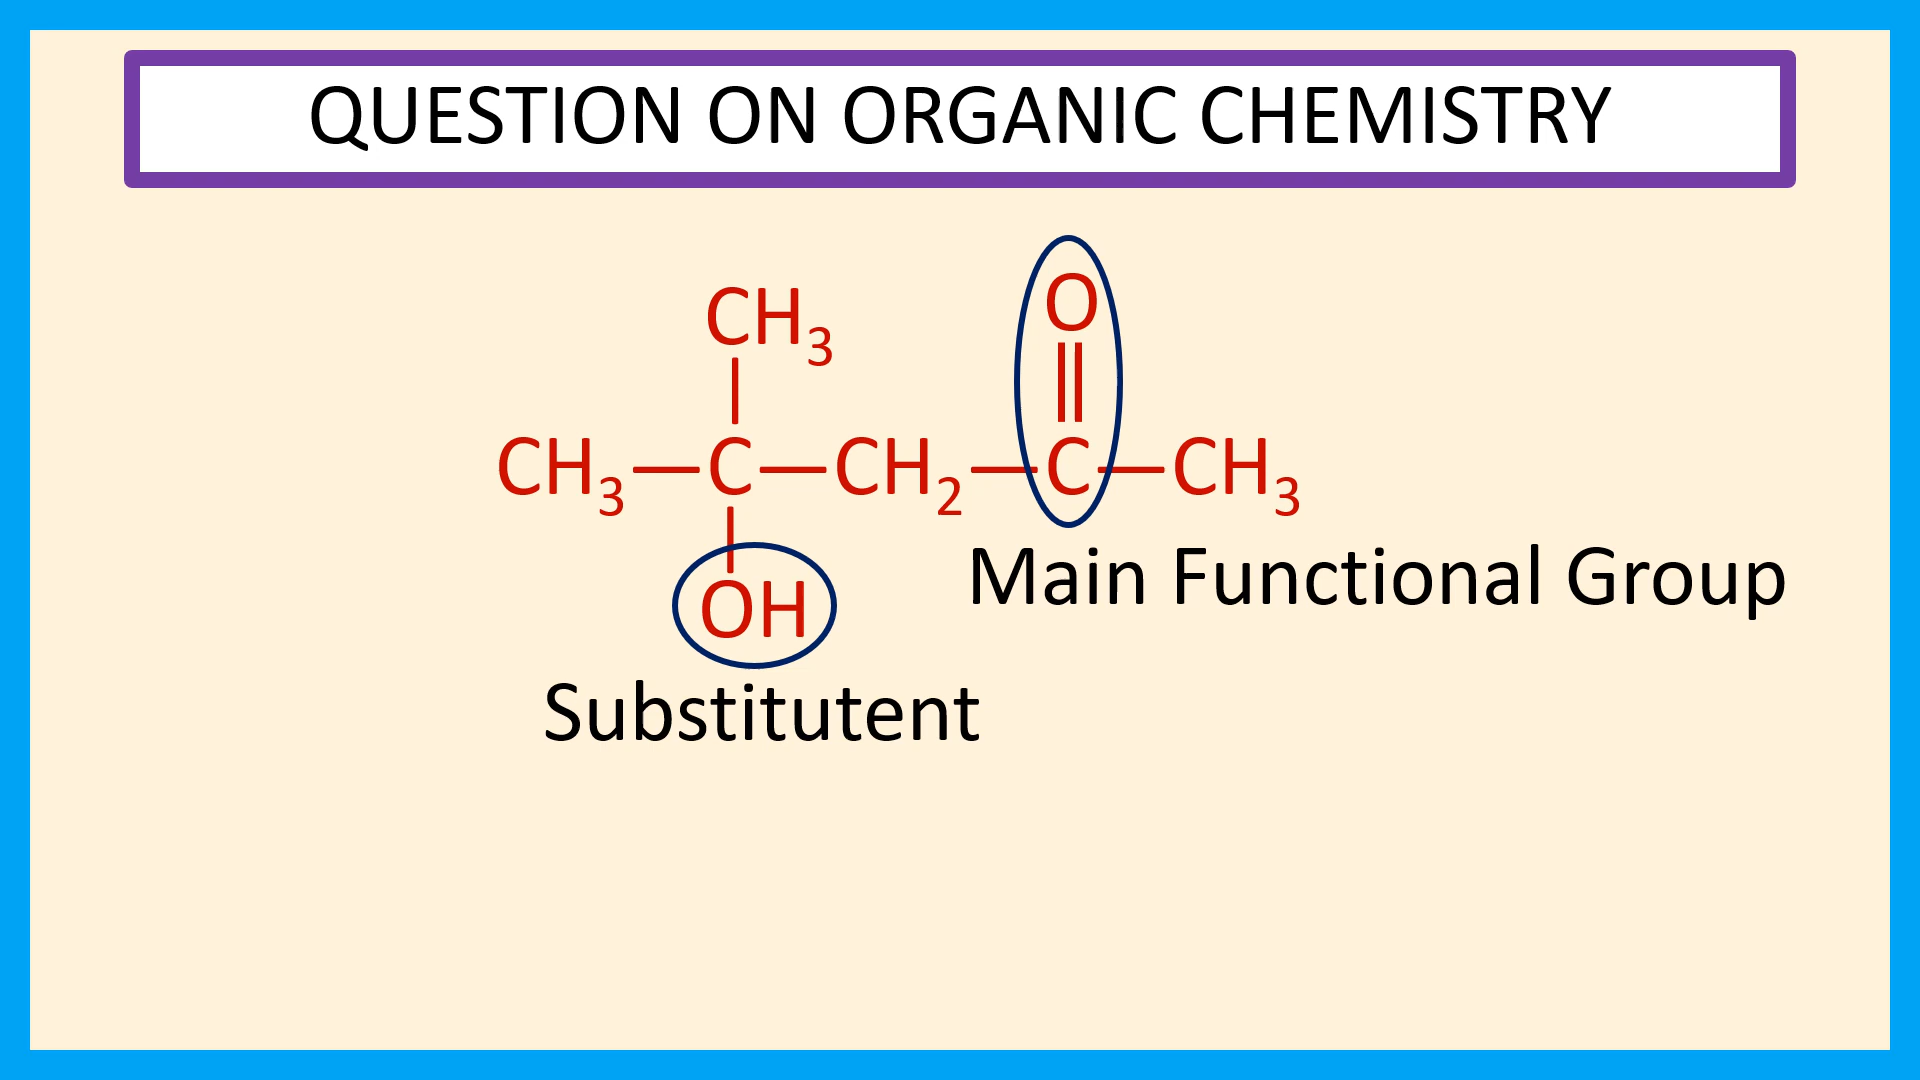 QUESTION ON ORGANIC CHEMISTRY
O
CH₃
CH₃—C—CH₂—C—CH₃
Main Functional Group
OH
Substitutent